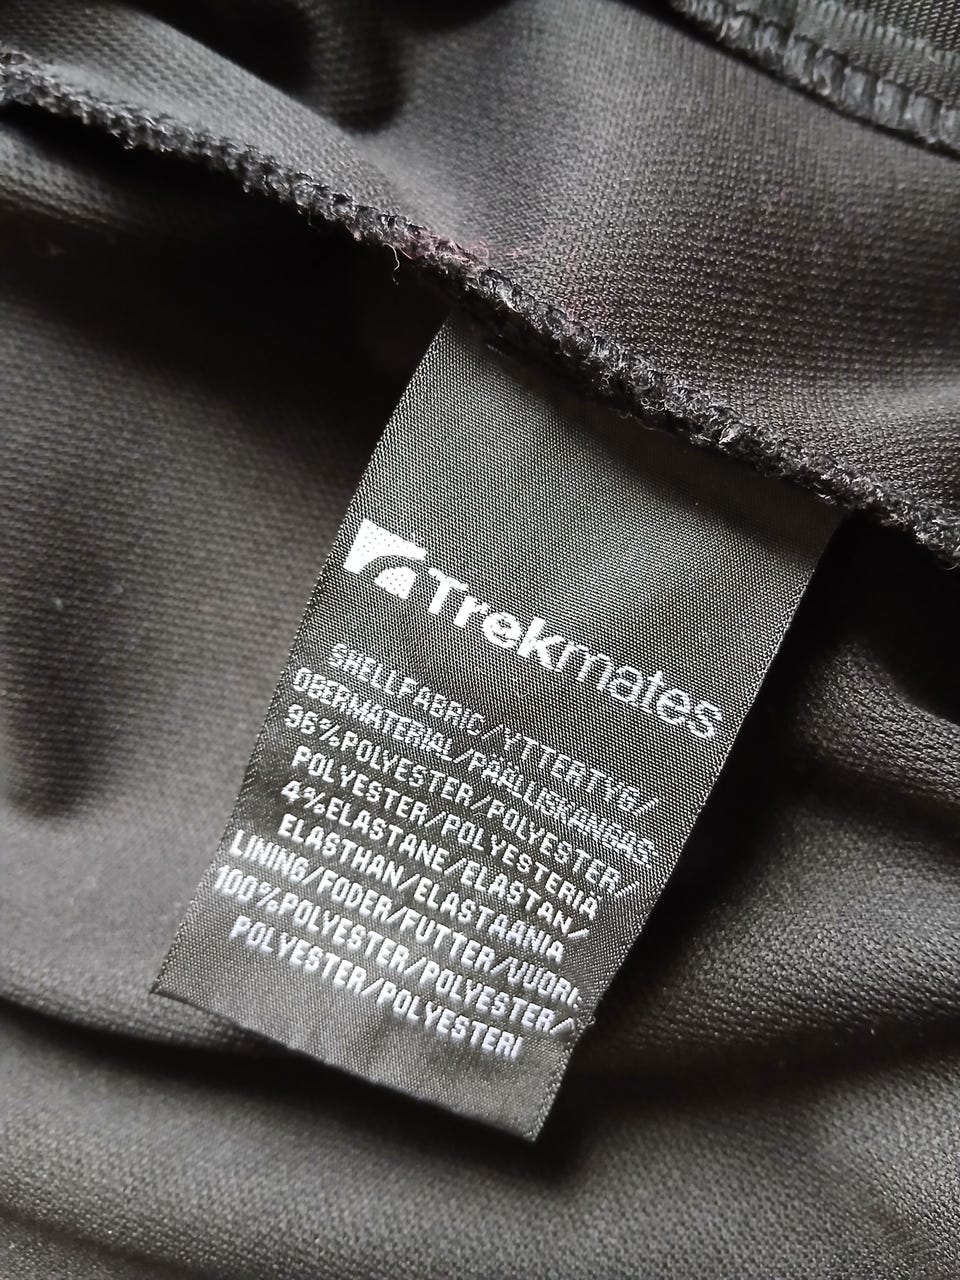 Trekmates
SHELLFABRIC/YTTERTYG/
OBERMATERIAL/PÄÄLLISKANGAS
96%POLYESTER/POLYESTER/
POLYESTER/POLYESTERIA
4%ELASTANE/ELASTAN/
ELASTHAN/ELASTAANIA
LINING/FODER/FUTTER/VUORI:
100%POLYESTER/POLYESTER/
POLYESTER/POLYESTERI